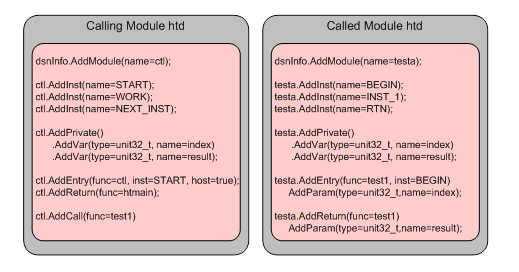 Calling Module htd
dsnInfo.AddModule(name=ctl);
ctl.AddInst(name=START);
ctl.AddInst(name=WORK);
ctl.AddInst(name=NEXT_INST);
ctl.AddPrivate()
.AddVar(type=unit32_t, name=index)
.AddVar(type=unit32_t, name=result);
ctl.AddEntry(func=ctl, inst=START, host=true);
ctl.AddReturn(func=htmain);
ctl.AddCall(func=test1)
Called Module htd
dsnInfo.AddModule(name=testa);
testa.AddInst(name=BEGIN);
testa.AddInst(name=INST_1);
testa.AddInst(name=RTN);
testa.AddPrivate()
.AddVar(type=unit32_t, name=index)
.AddVar(type=unit32_t, name=result);
testa.AddEntry(func=test1, inst=BEGIN)
AddParam(type=unit32_t,name=index);
testa.AddReturn(func=test1)
AddParam(type=unit32_t,name=result);